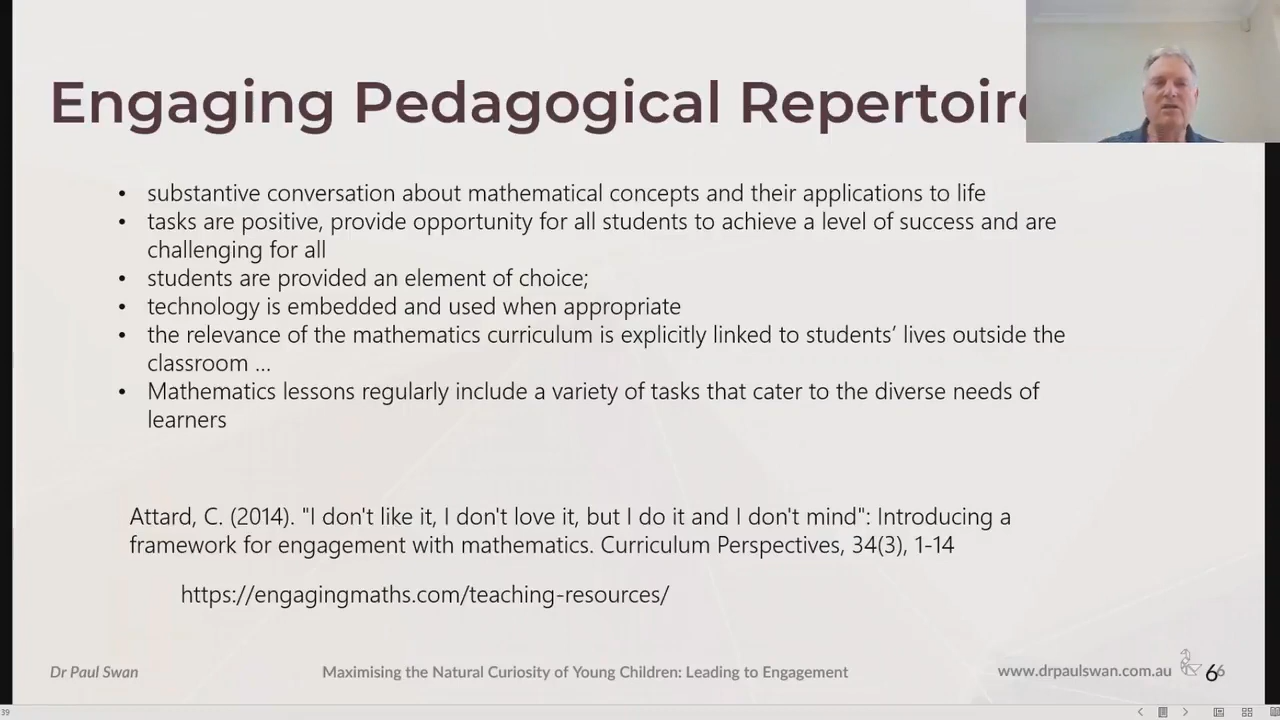 Engaging Pedagogical Repertoire
• substantive conversation about mathematical concepts and their applications to life
• tasks are positive, provide opportunity for all students to achieve a level of success and are
challenging for all
• students are provided an element of choice;
• technology is embedded and used when appropriate
• the relevance of the mathematics curriculum is explicitly linked to students’ lives outside the
classroom ...
• Mathematics lessons regularly include a variety of tasks that cater to the diverse needs of
learners
Attard, C. (2014). "I don't like it, I don't love it, but I do it and I don't mind": Introducing a
framework for engagement with mathematics. Curriculum Perspectives, 34(3), 1-14
https://engagingmaths.com/teaching-resources/
Dr Paul Swan Maximising the Natural Curiosity of Young Children: Leading to Engagement www.drpaulswan.com.au 66
39